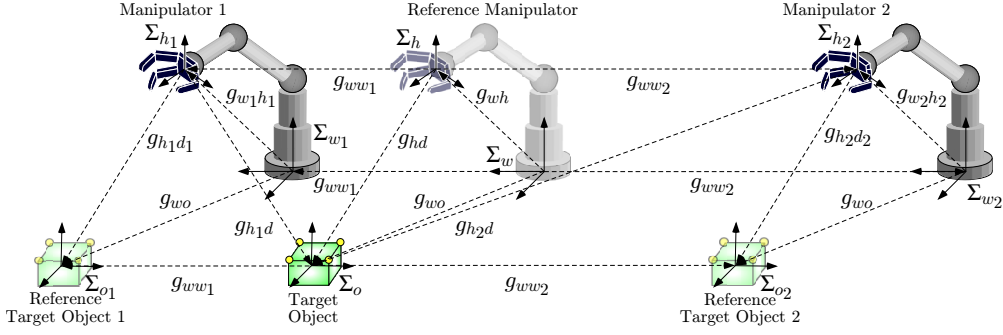 Manipulator 1
Reference Manipulator
Manipulator 2
Σ_{h_1}
Σ_h
Σ_{h_2}
g_{ww_1}
g_{ww_2}
g_{w_1h_1}
g_{wh}
g_{w_2h_2}
g_{h_1d_1}
Σ_{w_1}
g_{hd}
g_{h_2d_2}
Σ_w
g_{ww_1}
g_{ww_2}
Σ_{w_2}
g_{wo}
g_{wo}
g_{wo}
g_{h_1d}
g_{h_2d}
Σ_{o1}
g_{ww_1}
Σ_o
g_{ww_2}
Σ_{o2}
Reference
Target Object 1
Target
Object
Reference
Target Object 2